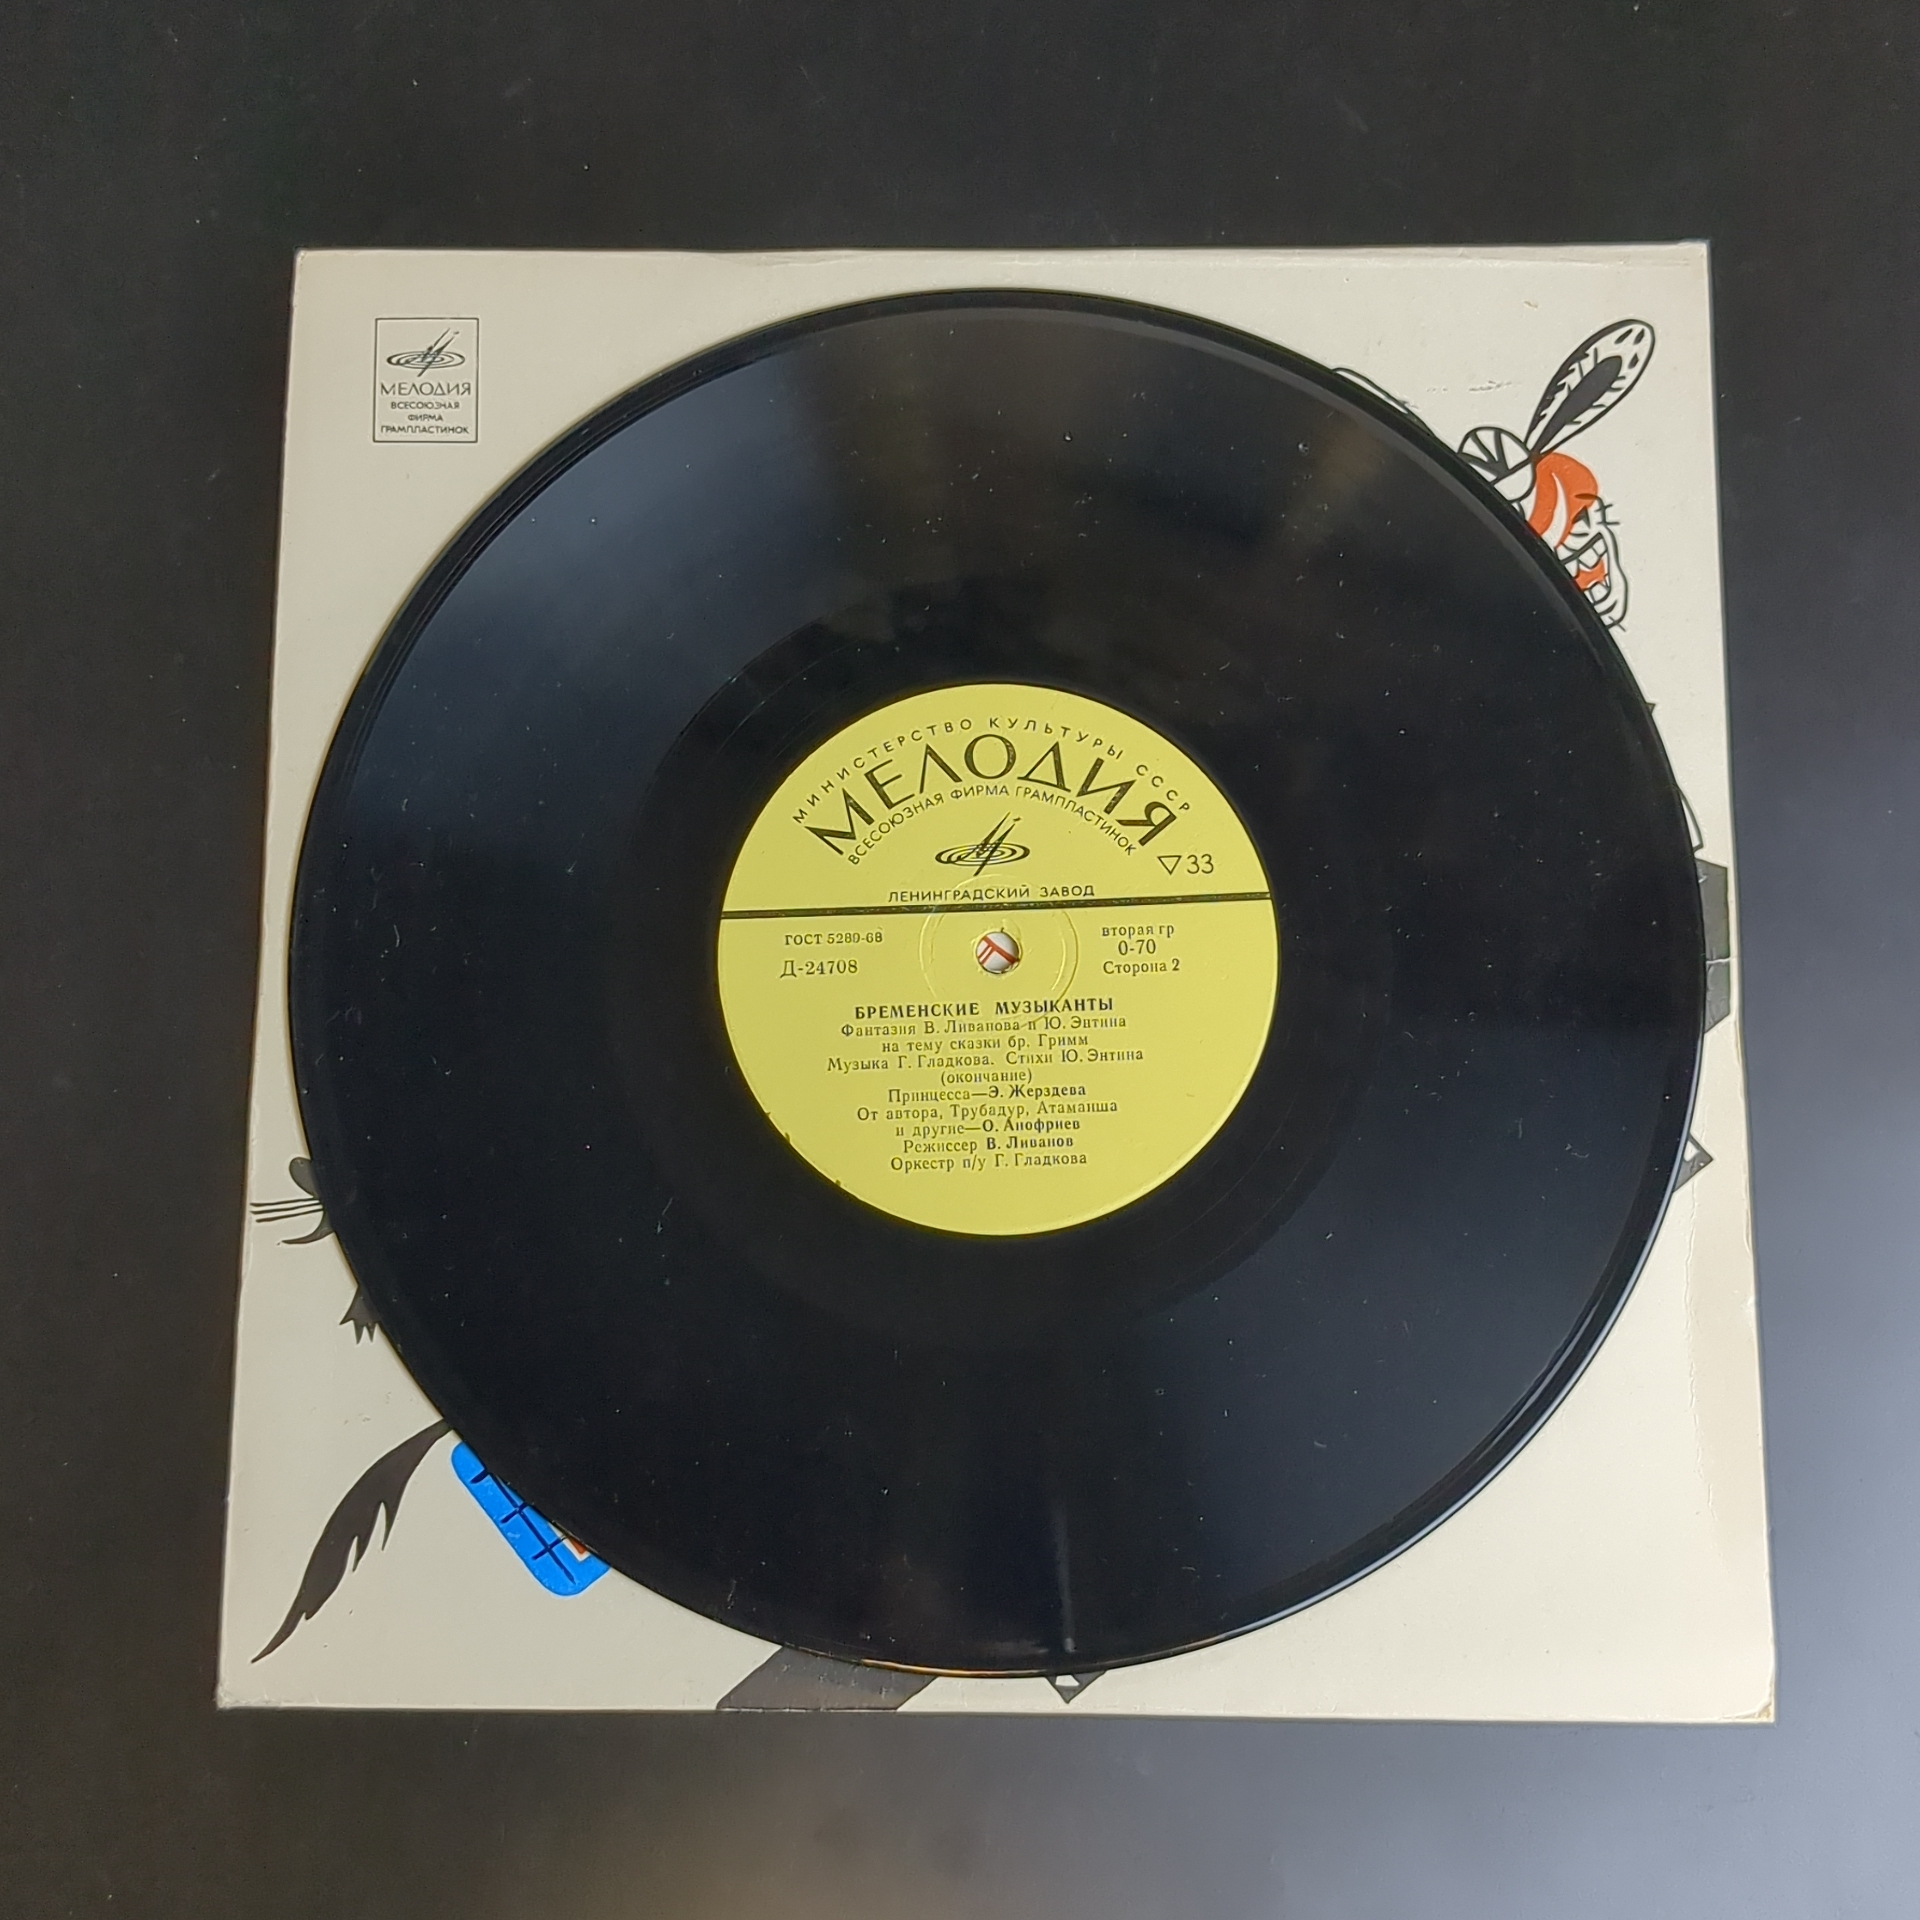 МЕЛОДИЯ
ВСЕСОЮЗНАЯ
ФИРМА
ГРАМПЛАСТИНОК
МИНИСТЕРСТВО КУЛЬТУРЫ СССР
МЕЛОДИЯ
ВСЕСОЮЗНАЯ ФИРМА ГРАМПЛАСТИНОК
▽33
ЛЕНИНГРАДСКИЙ ЗАВОД
ГОСТ 5289-68
Д-24708
вторая гр
0-70
Сторона 2
БРЕМЕНСКИЕ МУЗЫКАНТЫ
Фантазия В. Ливанова и Ю. Энтина
на тему сказки бр. Гримм
Музыка Г. Гладкова. Стихи Ю. Энтина
(окончание)
Принцесса—Э. Жерздева
От автора, Трубадур, Атаманша
и другие—О. Анофриев
Режиссер В. Ливанов
Оркестр п/у Г. Гладкова